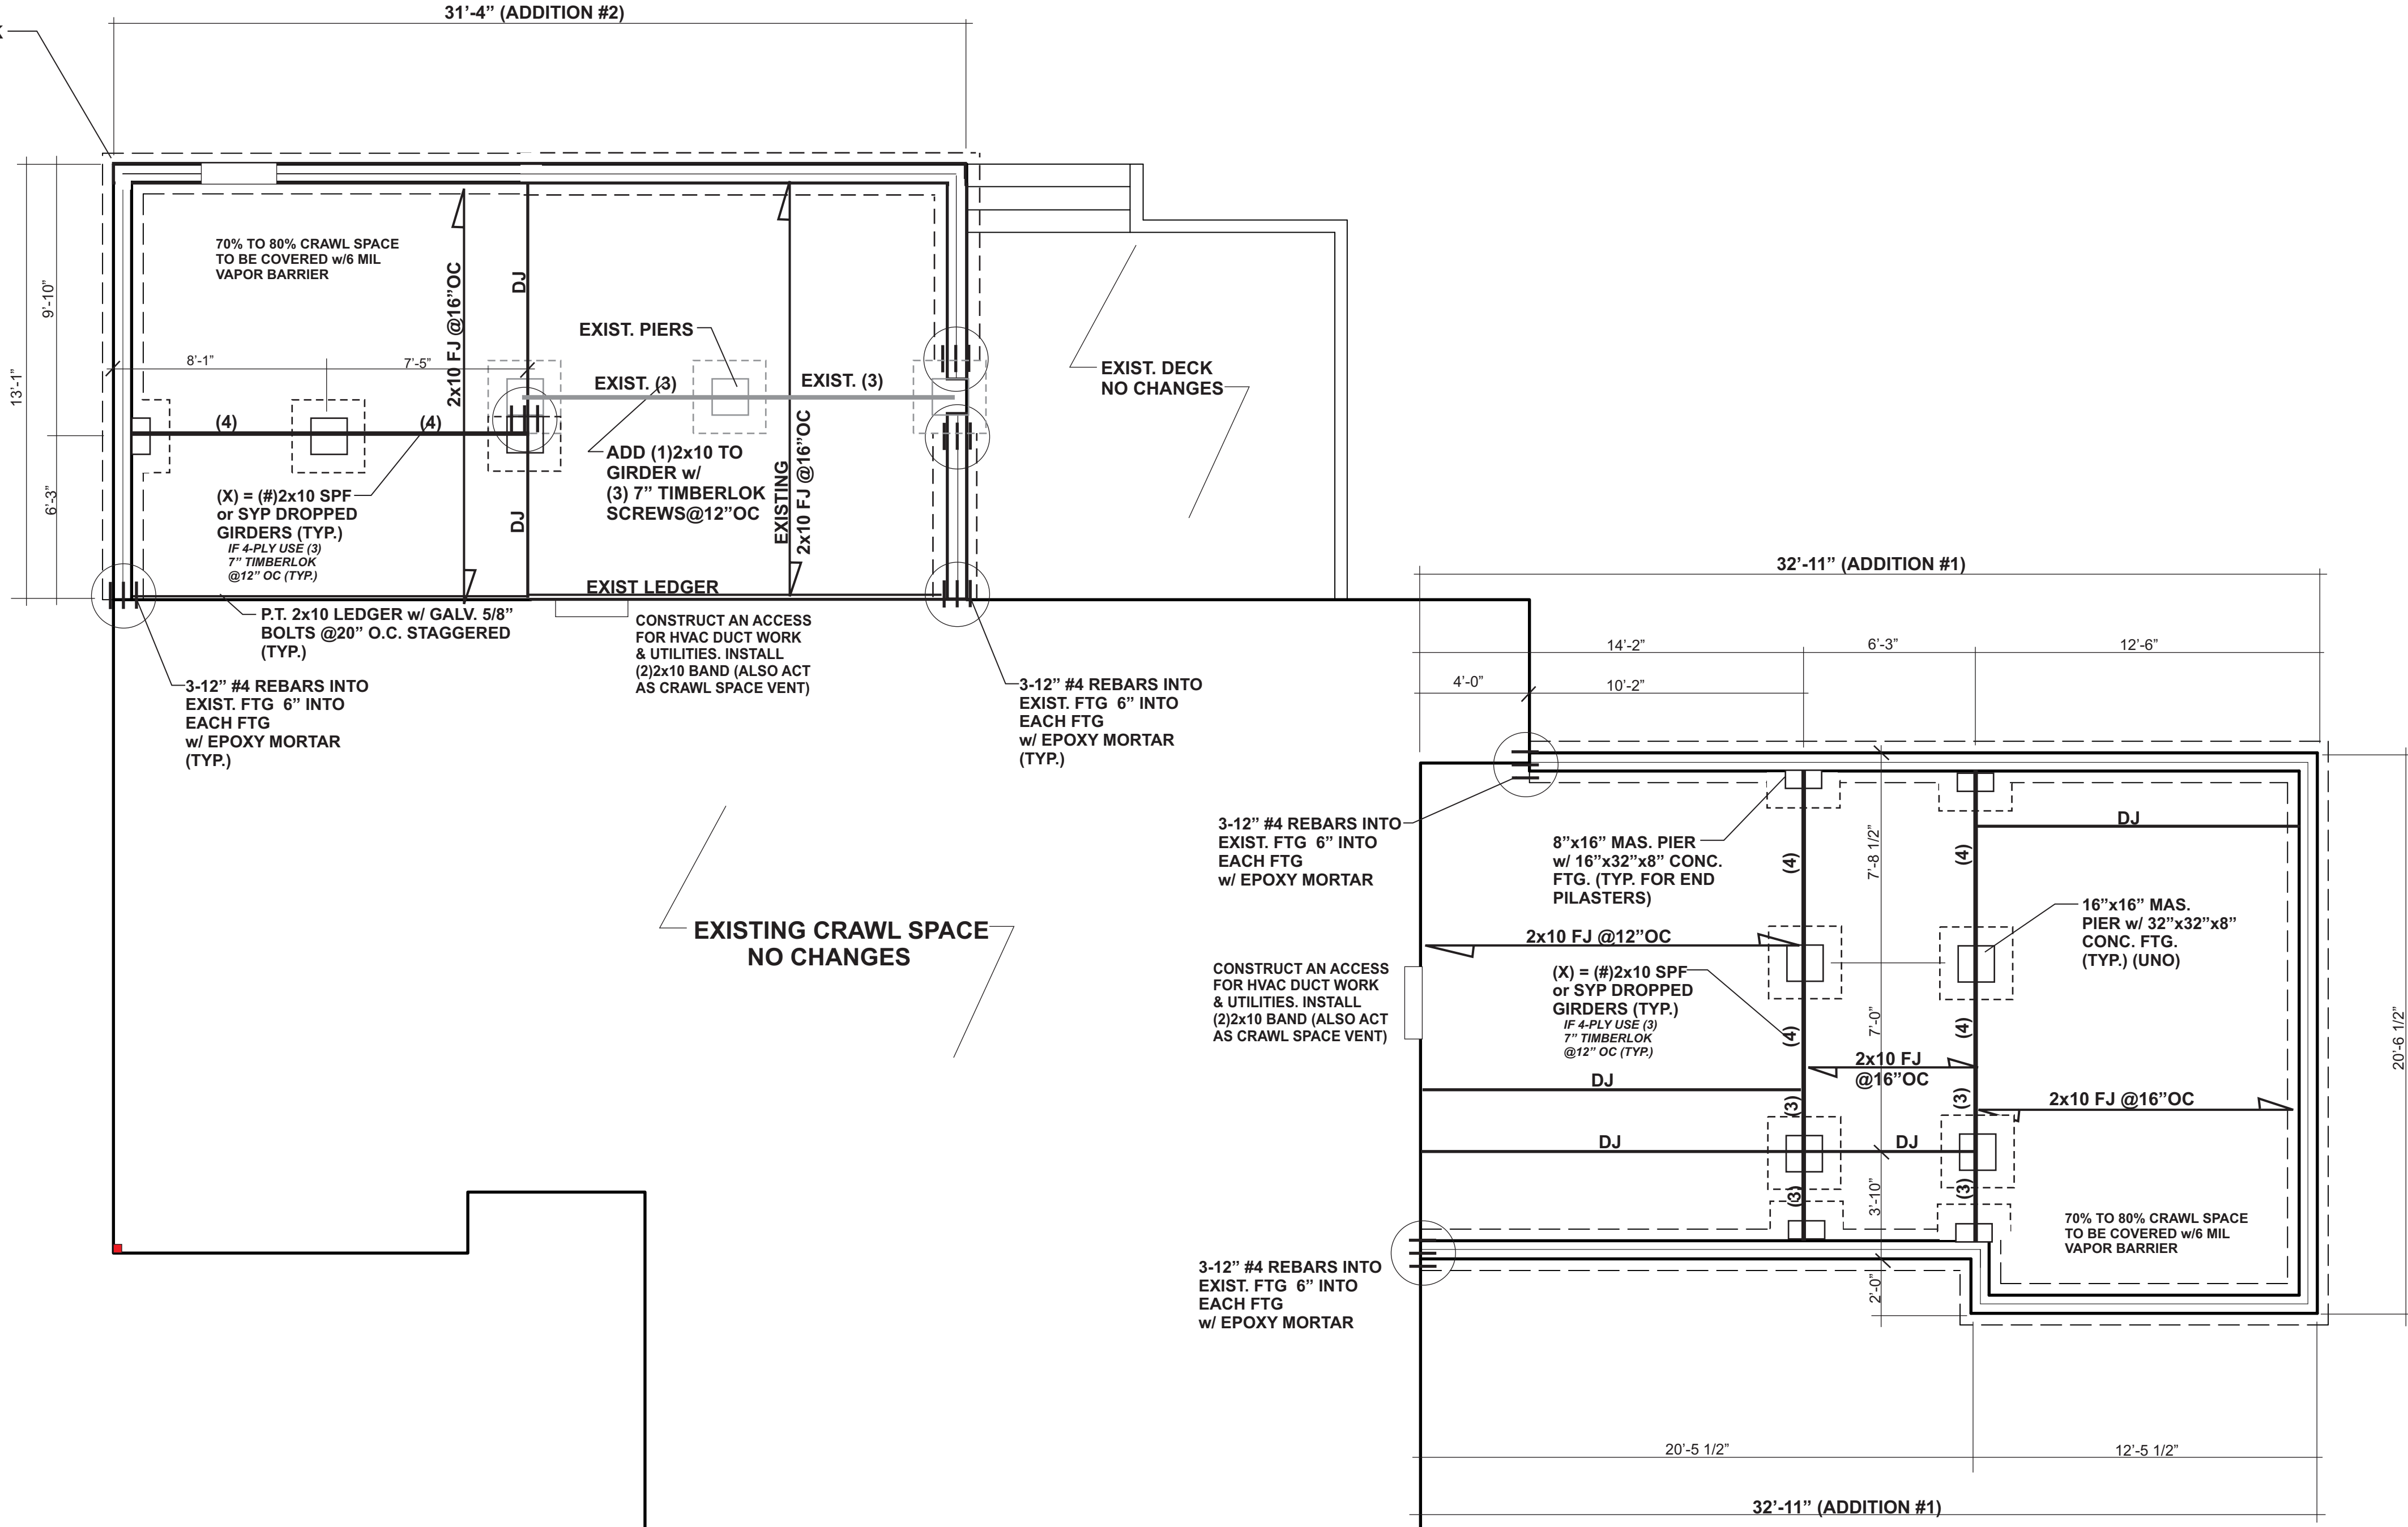 31’-4” (ADDITION #2)
13’-1”
9’-10”
6’-3”
70% TO 80% CRAWL SPACE
TO BE COVERED w/6 MIL
VAPOR BARRIER
8’-1”
7’-5”
2x10 FJ @16”OC
DJ
DJ
(4)
(4)
(X) = (#)2x10 SPF
or SYP DROPPED
GIRDERS (TYP.)
IF 4-PLY USE (3)
7” TIMBERLOK
@12” OC (TYP.)
EXIST. PIERS
EXIST. (3)
EXIST. (3)
ADD (1)2x10 TO
GIRDER w/
(3) 7” TIMBERLOK
SCREWS@12”OC
EXISTING
2x10 FJ @16”OC
EXIST LEDGER
EXIST. DECK
NO CHANGES
P.T. 2x10 LEDGER w/ GALV. 5/8”
BOLTS @20” O.C. STAGGERED
(TYP.)
3-12” #4 REBARS INTO
EXIST. FTG 6” INTO
EACH FTG
w/ EPOXY MORTAR
(TYP.)
CONSTRUCT AN ACCESS
FOR HVAC DUCT WORK
& UTILITIES. INSTALL
(2)2x10 BAND (ALSO ACT
AS CRAWL SPACE VENT)
3-12” #4 REBARS INTO
EXIST. FTG 6” INTO
EACH FTG
w/ EPOXY MORTAR
(TYP.)
EXISTING CRAWL SPACE
NO CHANGES
32’-11” (ADDITION #1)
14’-2”
6’-3”
12’-6”
4’-0”
10’-2”
3-12” #4 REBARS INTO
EXIST. FTG 6” INTO
EACH FTG
w/ EPOXY MORTAR
8”x16” MAS. PIER
w/ 16”x32”x8” CONC.
FTG. (TYP. FOR END
PILASTERS)
(4)
7’-8 1/2”
(4)
DJ
16”x16” MAS.
PIER w/ 32”x32”x8”
CONC. FTG.
(TYP.) (UNO)
2x10 FJ @12”OC
CONSTRUCT AN ACCESS
FOR HVAC DUCT WORK
& UTILITIES. INSTALL
(2)2x10 BAND (ALSO ACT
AS CRAWL SPACE VENT)
(X) = (#)2x10 SPF
or SYP DROPPED
GIRDERS (TYP.)
IF 4-PLY USE (3)
7” TIMBERLOK
@12” OC (TYP.)
(4)
7’-0”
(4)
2x10 FJ
@16”OC
20’-6 1/2”
DJ
(3)
(3)
2x10 FJ @16”OC
DJ
DJ
(3)
3’-10”
(3)
70% TO 80% CRAWL SPACE
TO BE COVERED w/6 MIL
VAPOR BARRIER
3-12” #4 REBARS INTO
EXIST. FTG 6” INTO
EACH FTG
w/ EPOXY MORTAR
2’-0”
20’-5 1/2”
12’-5 1/2”
32’-11” (ADDITION #1)